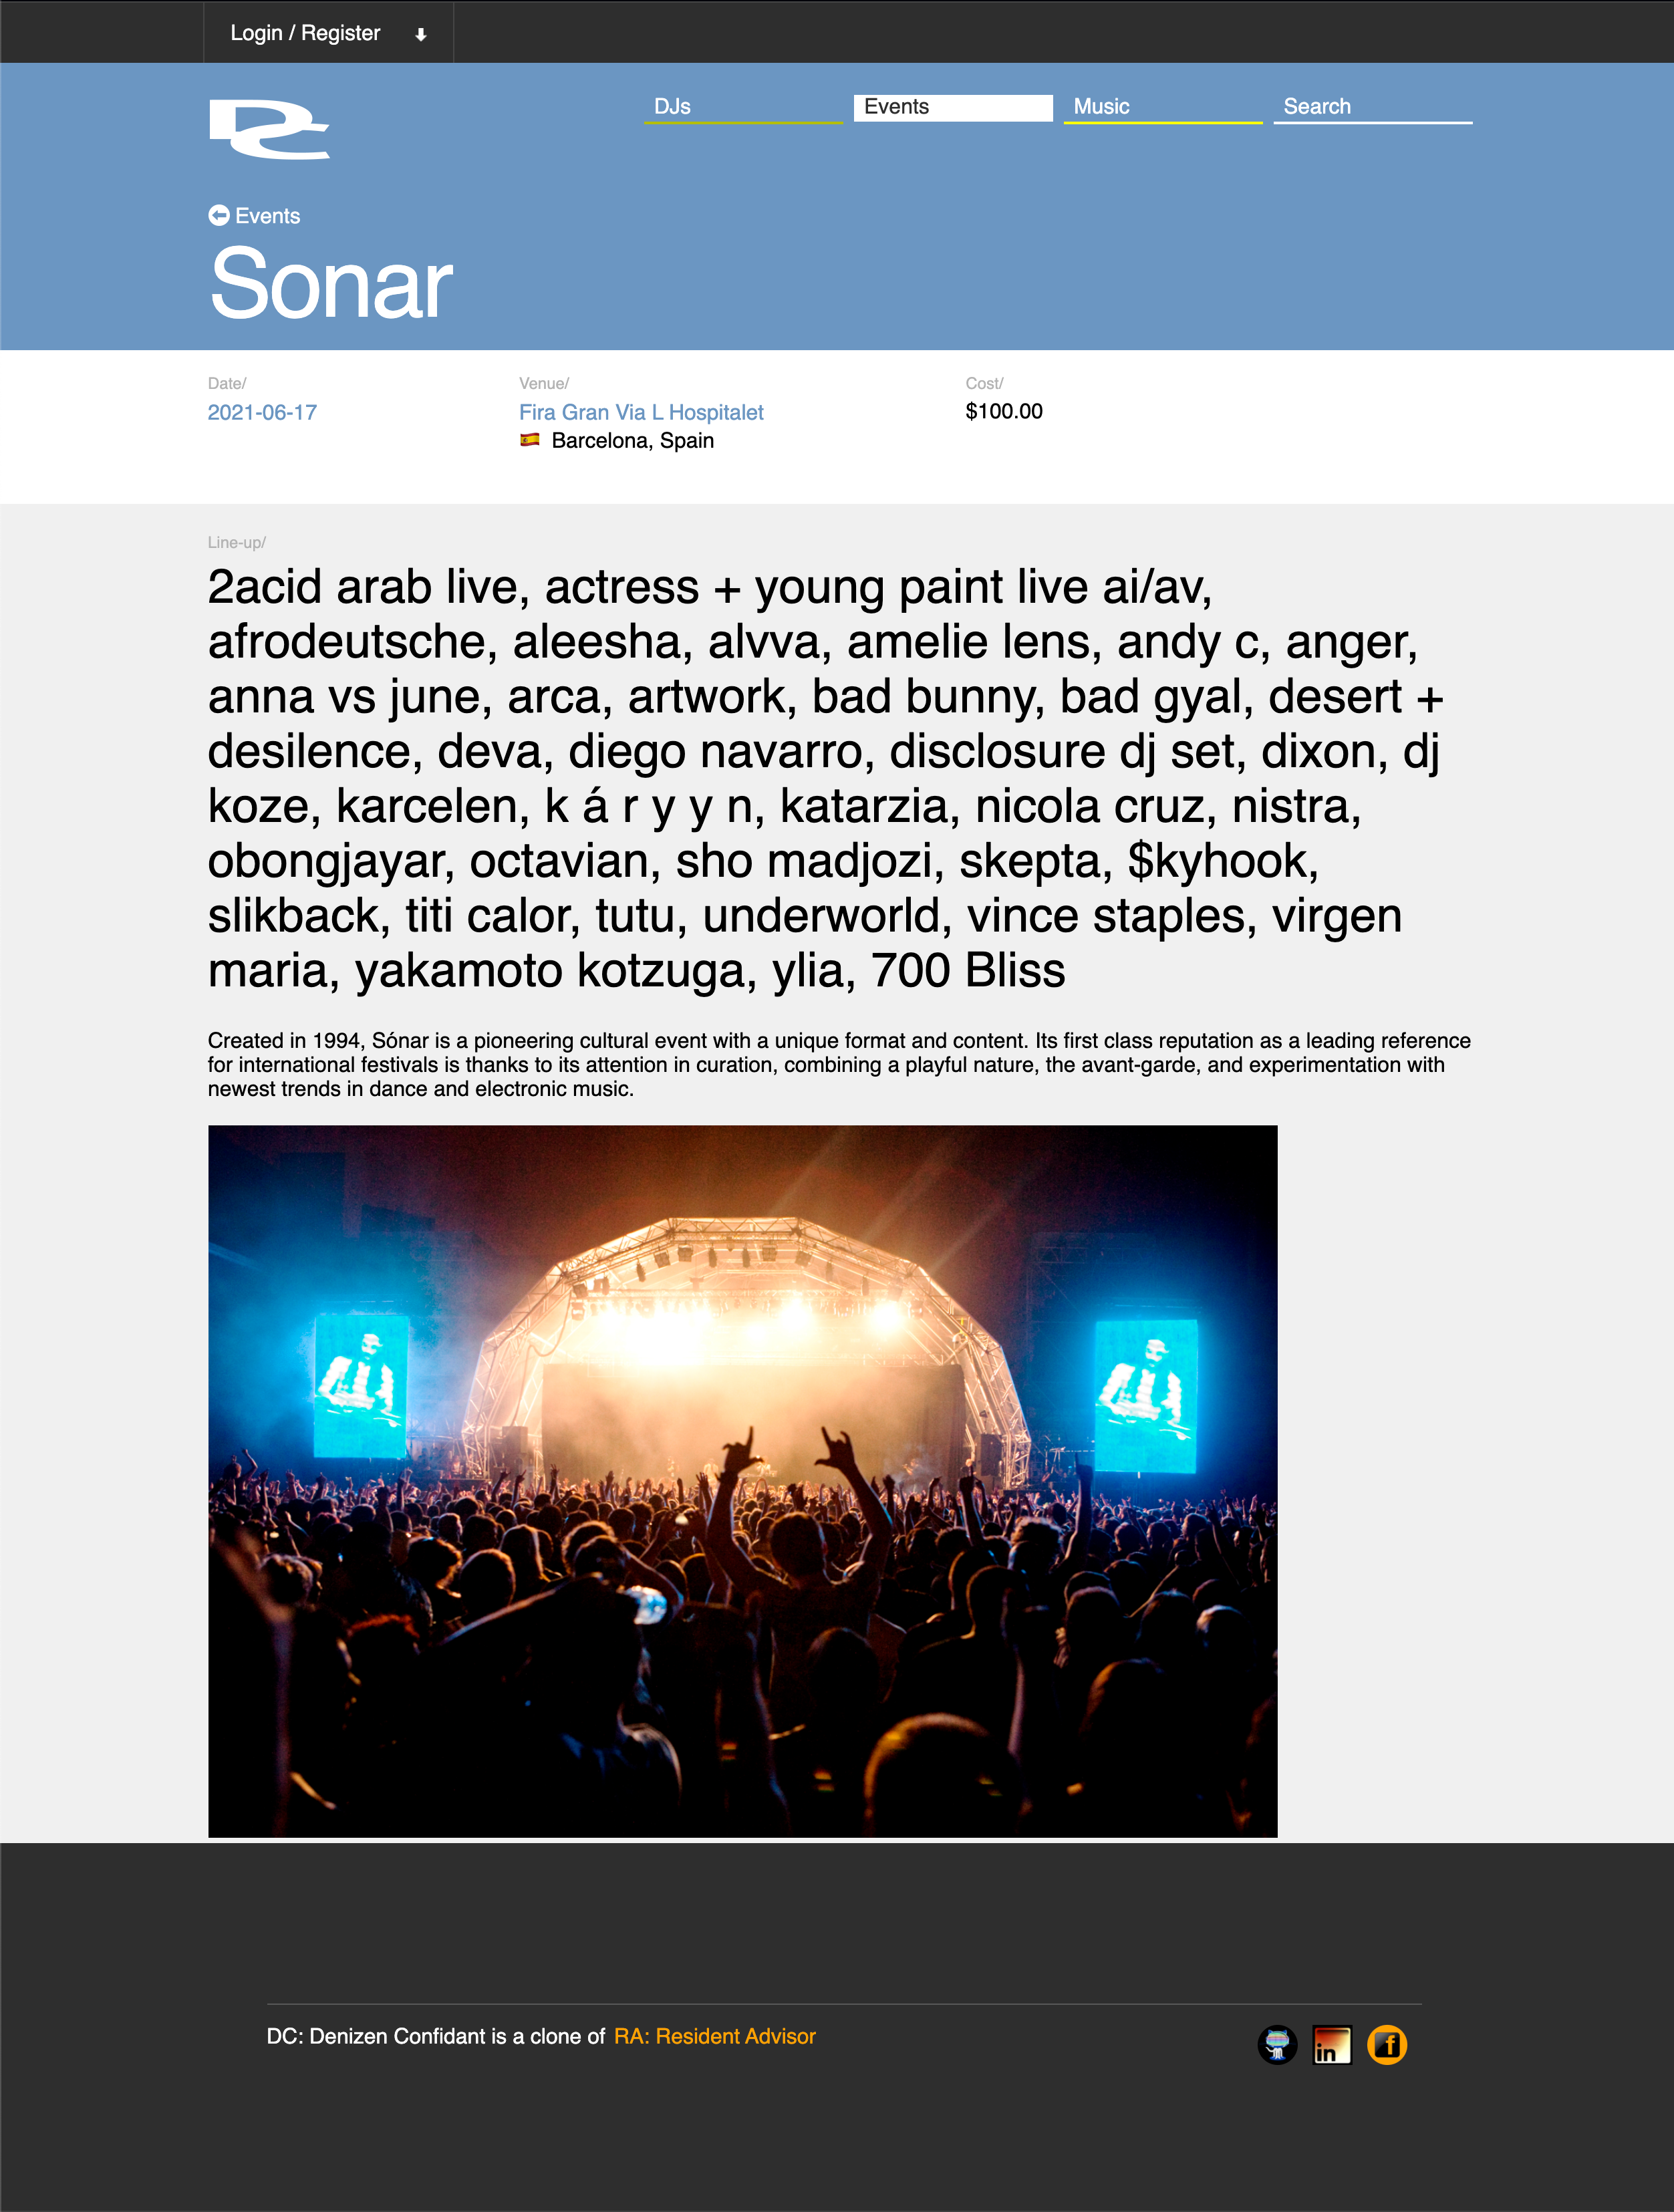 Login / Register
DJs
Events
Music
Search
DC
Events
Sonar
Date/
Venue/
Cost/
2021-06-17
Fira Gran Via L Hospitalet
$100.00
Barcelona, Spain
Line-up/
2acid arab live, actress + young paint live ai/av,
afrodeutsche, aleesha, alvva, amelie lens, andy c, anger,
anna vs june, arca, artwork, bad bunny, bad gyal, desert +
desilence, deva, diego navarro, disclosure dj set, dixon, dj
koze, karcelen, k á r y y n, katarzia, nicola cruz, nistra,
obongjayar, octavian, sho madjozi, skepta, $kyhook,
slikback, titi calor, tutu, underworld, vince staples, virgen
maria, yakamoto kotzuga, ylia, 700 Bliss
Created in 1994, Sónar is a pioneering cultural event with a unique format and content. Its first class reputation as a leading reference
for international festivals is thanks to its attention in curation, combining a playful nature, the avant-garde, and experimentation with
newest trends in dance and electronic music.
DC: Denizen Confidant is a clone of RA: Resident Advisor
in
f